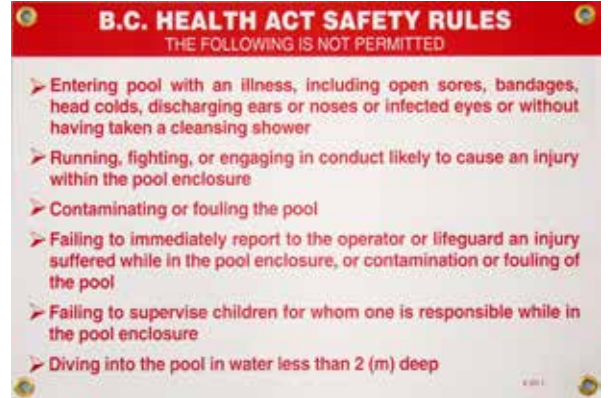 B.C. HEALTH ACT SAFETY RULES
THE FOLLOWING IS NOT PERMITTED
Entering pool with an illness, including open sores, bandages,
head colds, discharging ears or noses or infected eyes or without
having taken a cleansing shower
Running, fighting, or engaging in conduct likely to cause an injury
within the pool enclosure
Contaminating or fouling the pool
Failing to immediately report to the operator or lifeguard an injury
suffered while in the pool enclosure, or contamination or fouling of
the pool
Failing to supervise children for whom one is responsible while in
the pool enclosure
Diving into the pool in water less than 2 (m) deep